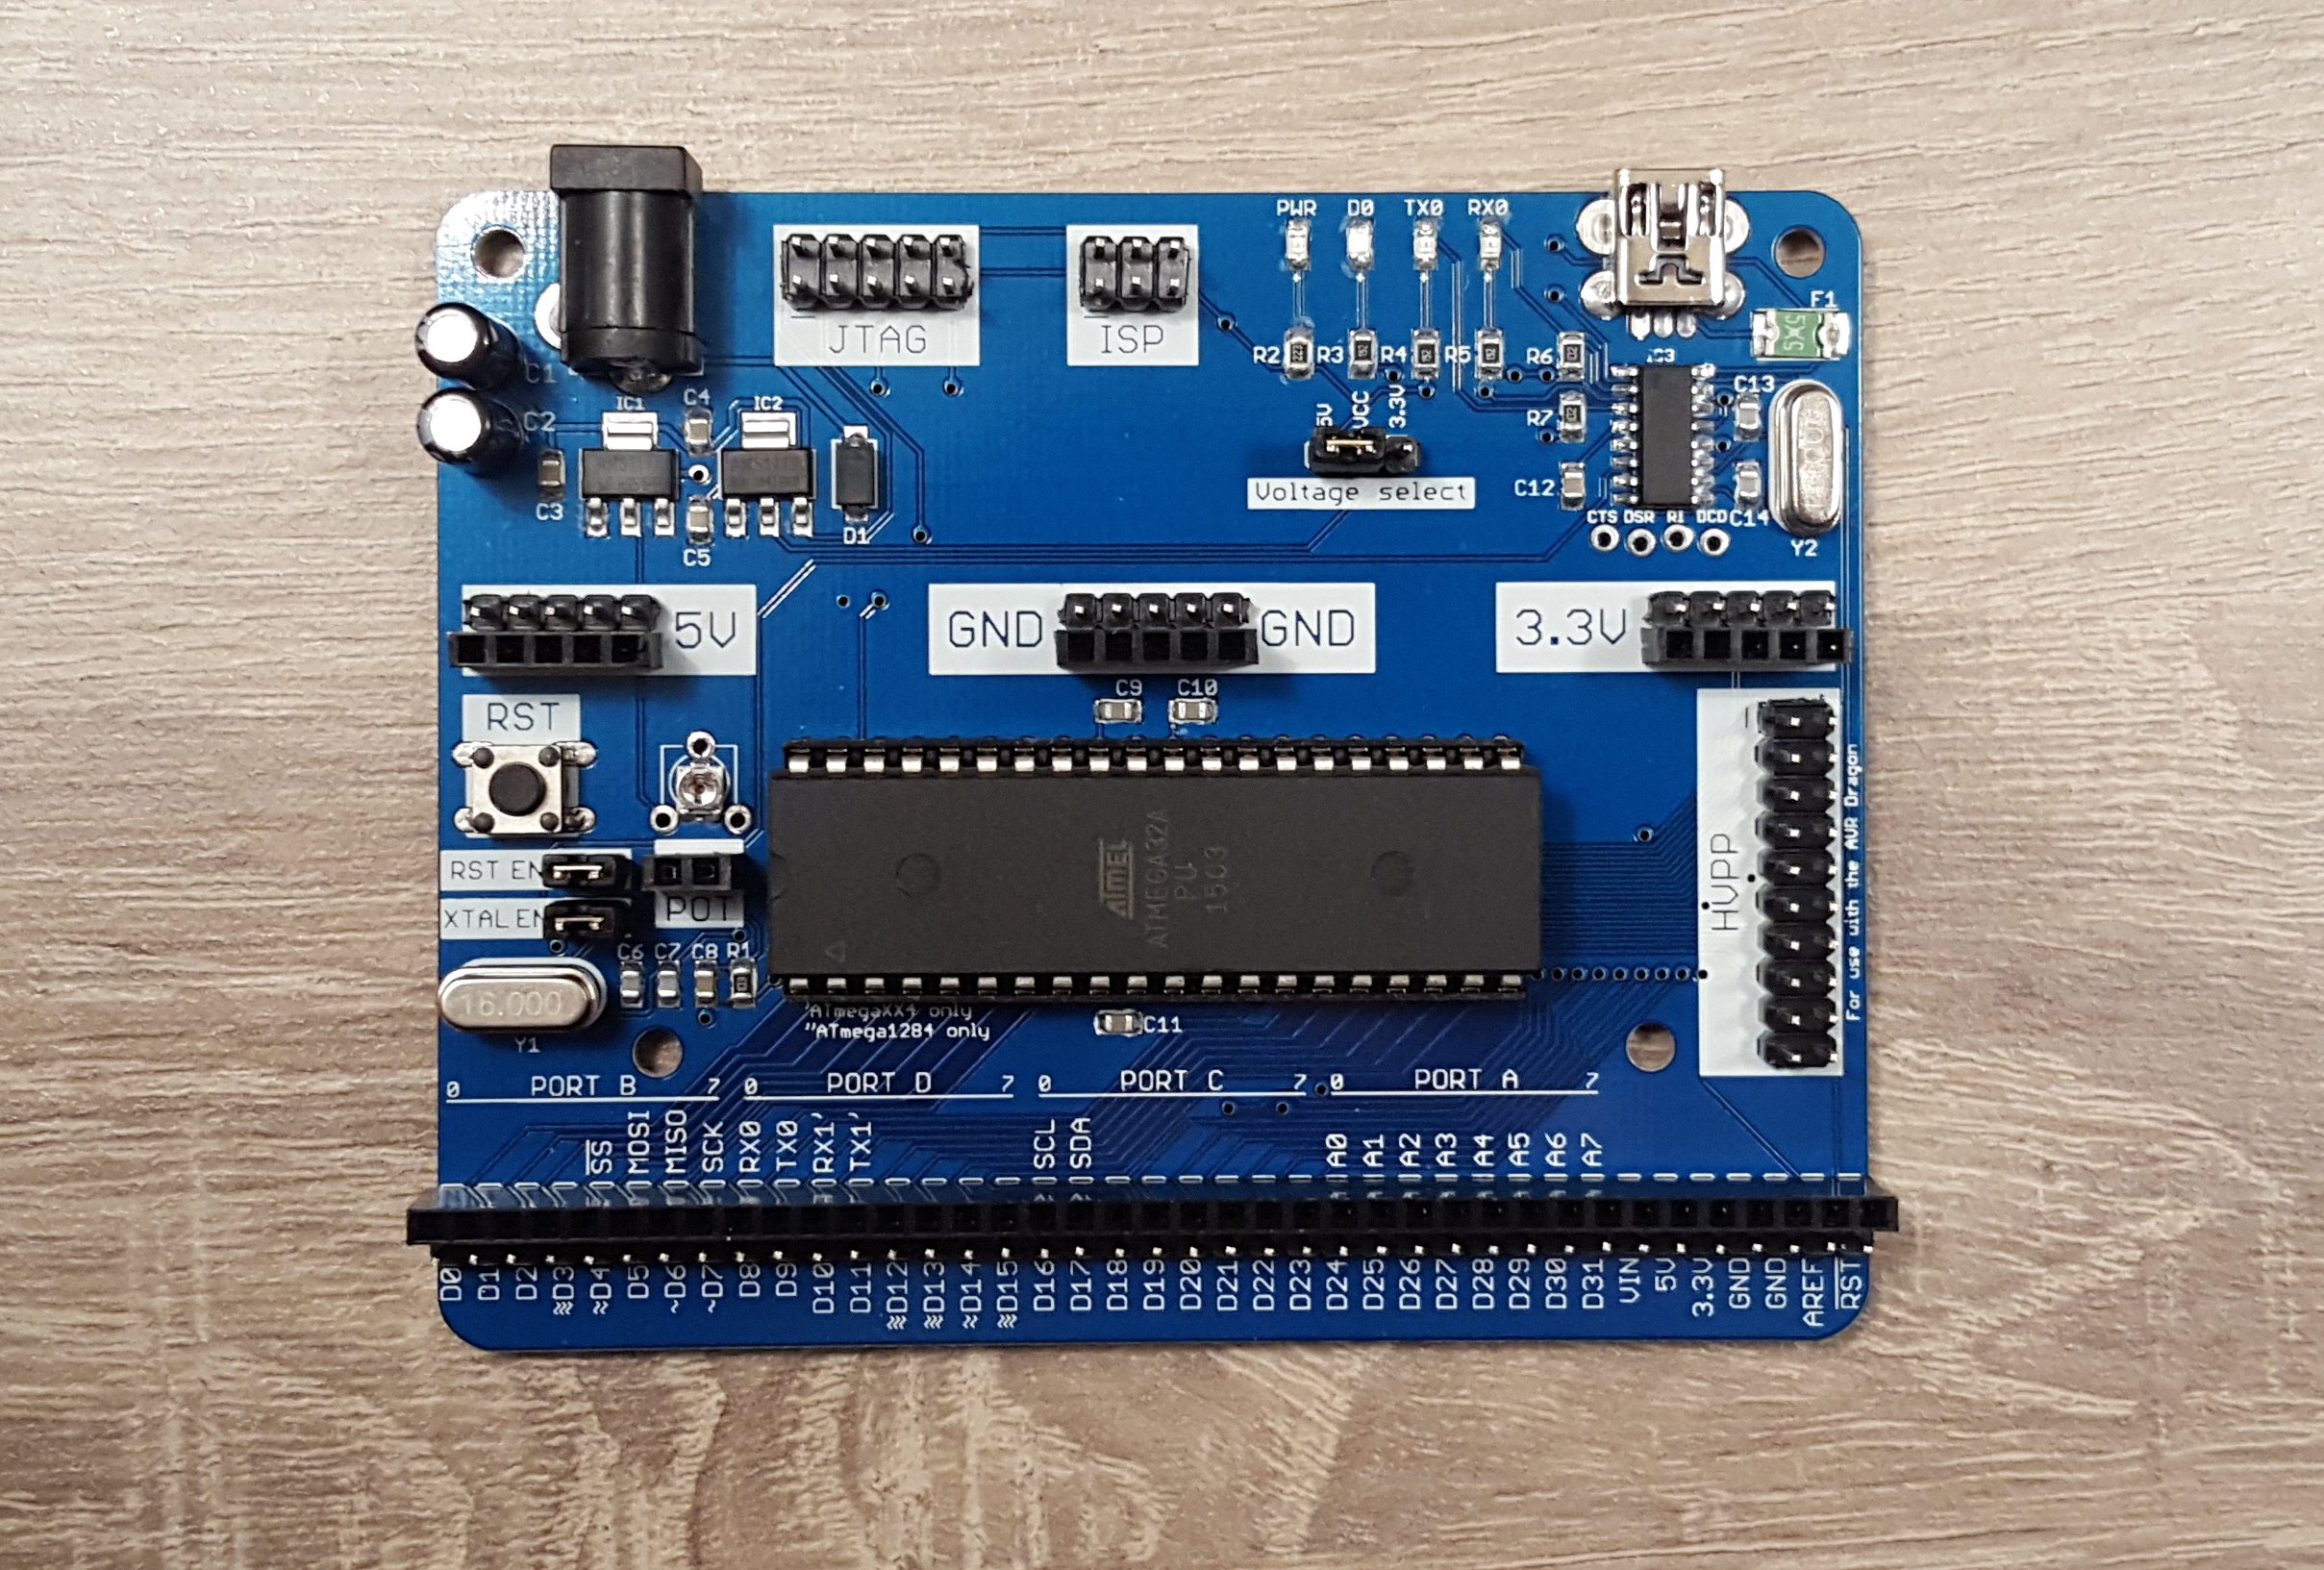 PWR D0 TX0 RX0
F1
JTAG
ISP
R2 R3 R4 R5 R6
IC3
C1
C2
IC1 C4 IC2
5V VCC 3.3V
R7
C13
Voltage select
C3
C5
D1
C12
CTS DSR RI DCD C14
Y2
5V
GND GND
3.3V
RST
C9 C10
ATMEL
ATMEGA32A
PU
1503
RST EN
XTAL EN
POT
HVPP
For use with the AVR Dragon
C6 C7 C8 R1
16.000
Y1
'ATmegaXX4 only
"ATmega1284 only
C11
0 PORT B 7 0 PORT D 7 0 PORT C 7 0 PORT A 7
SS MOSI MISO SCK RX0 TX0 RX1' TX1' SCL SDA A0 A1 A2 A3 A4 A5 A6 A7
D0 D1 D2 ≋D3 ≈D4 D5 ~D6 ~D7 D8 D9 D10 D11 ≋D12 ≋D13 ≈D14 ≋D15 D16 D17 D18 D19 D20 D21 D22 D23 D24 D25 D26 D27 D28 D29 D30 D31 VIN 5V 3.3V GND GND AREF RST